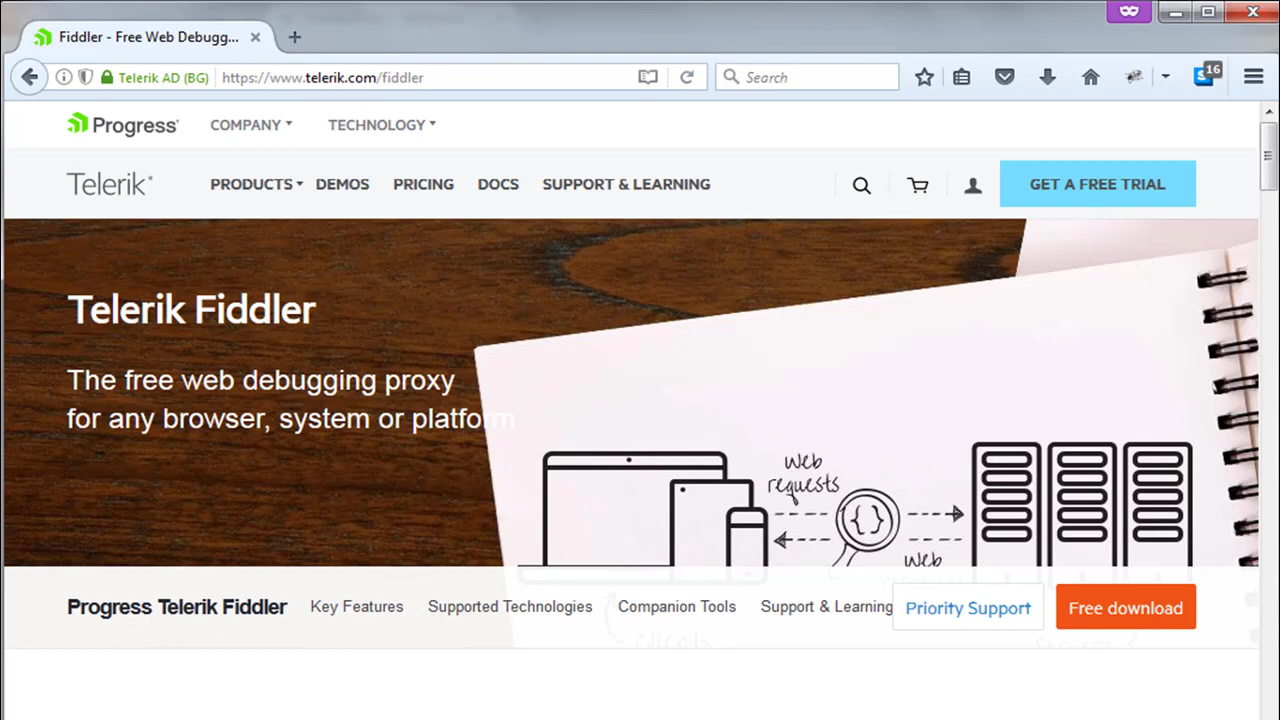 Fiddler - Free Web Debugg...
16
Telerik AD (BG) https://www.telerik.com/fiddler Search
Progress COMPANY TECHNOLOGY
Telerik PRODUCTS DEMOS PRICING DOCS SUPPORT & LEARNING GET A FREE TRIAL
Telerik Fiddler
The free web debugging proxy
for any browser, system or platform
web
requests
{}
web
Progress Telerik Fiddler Key Features Supported Technologies Companion Tools Support & Learning Priority Support Free download
clients